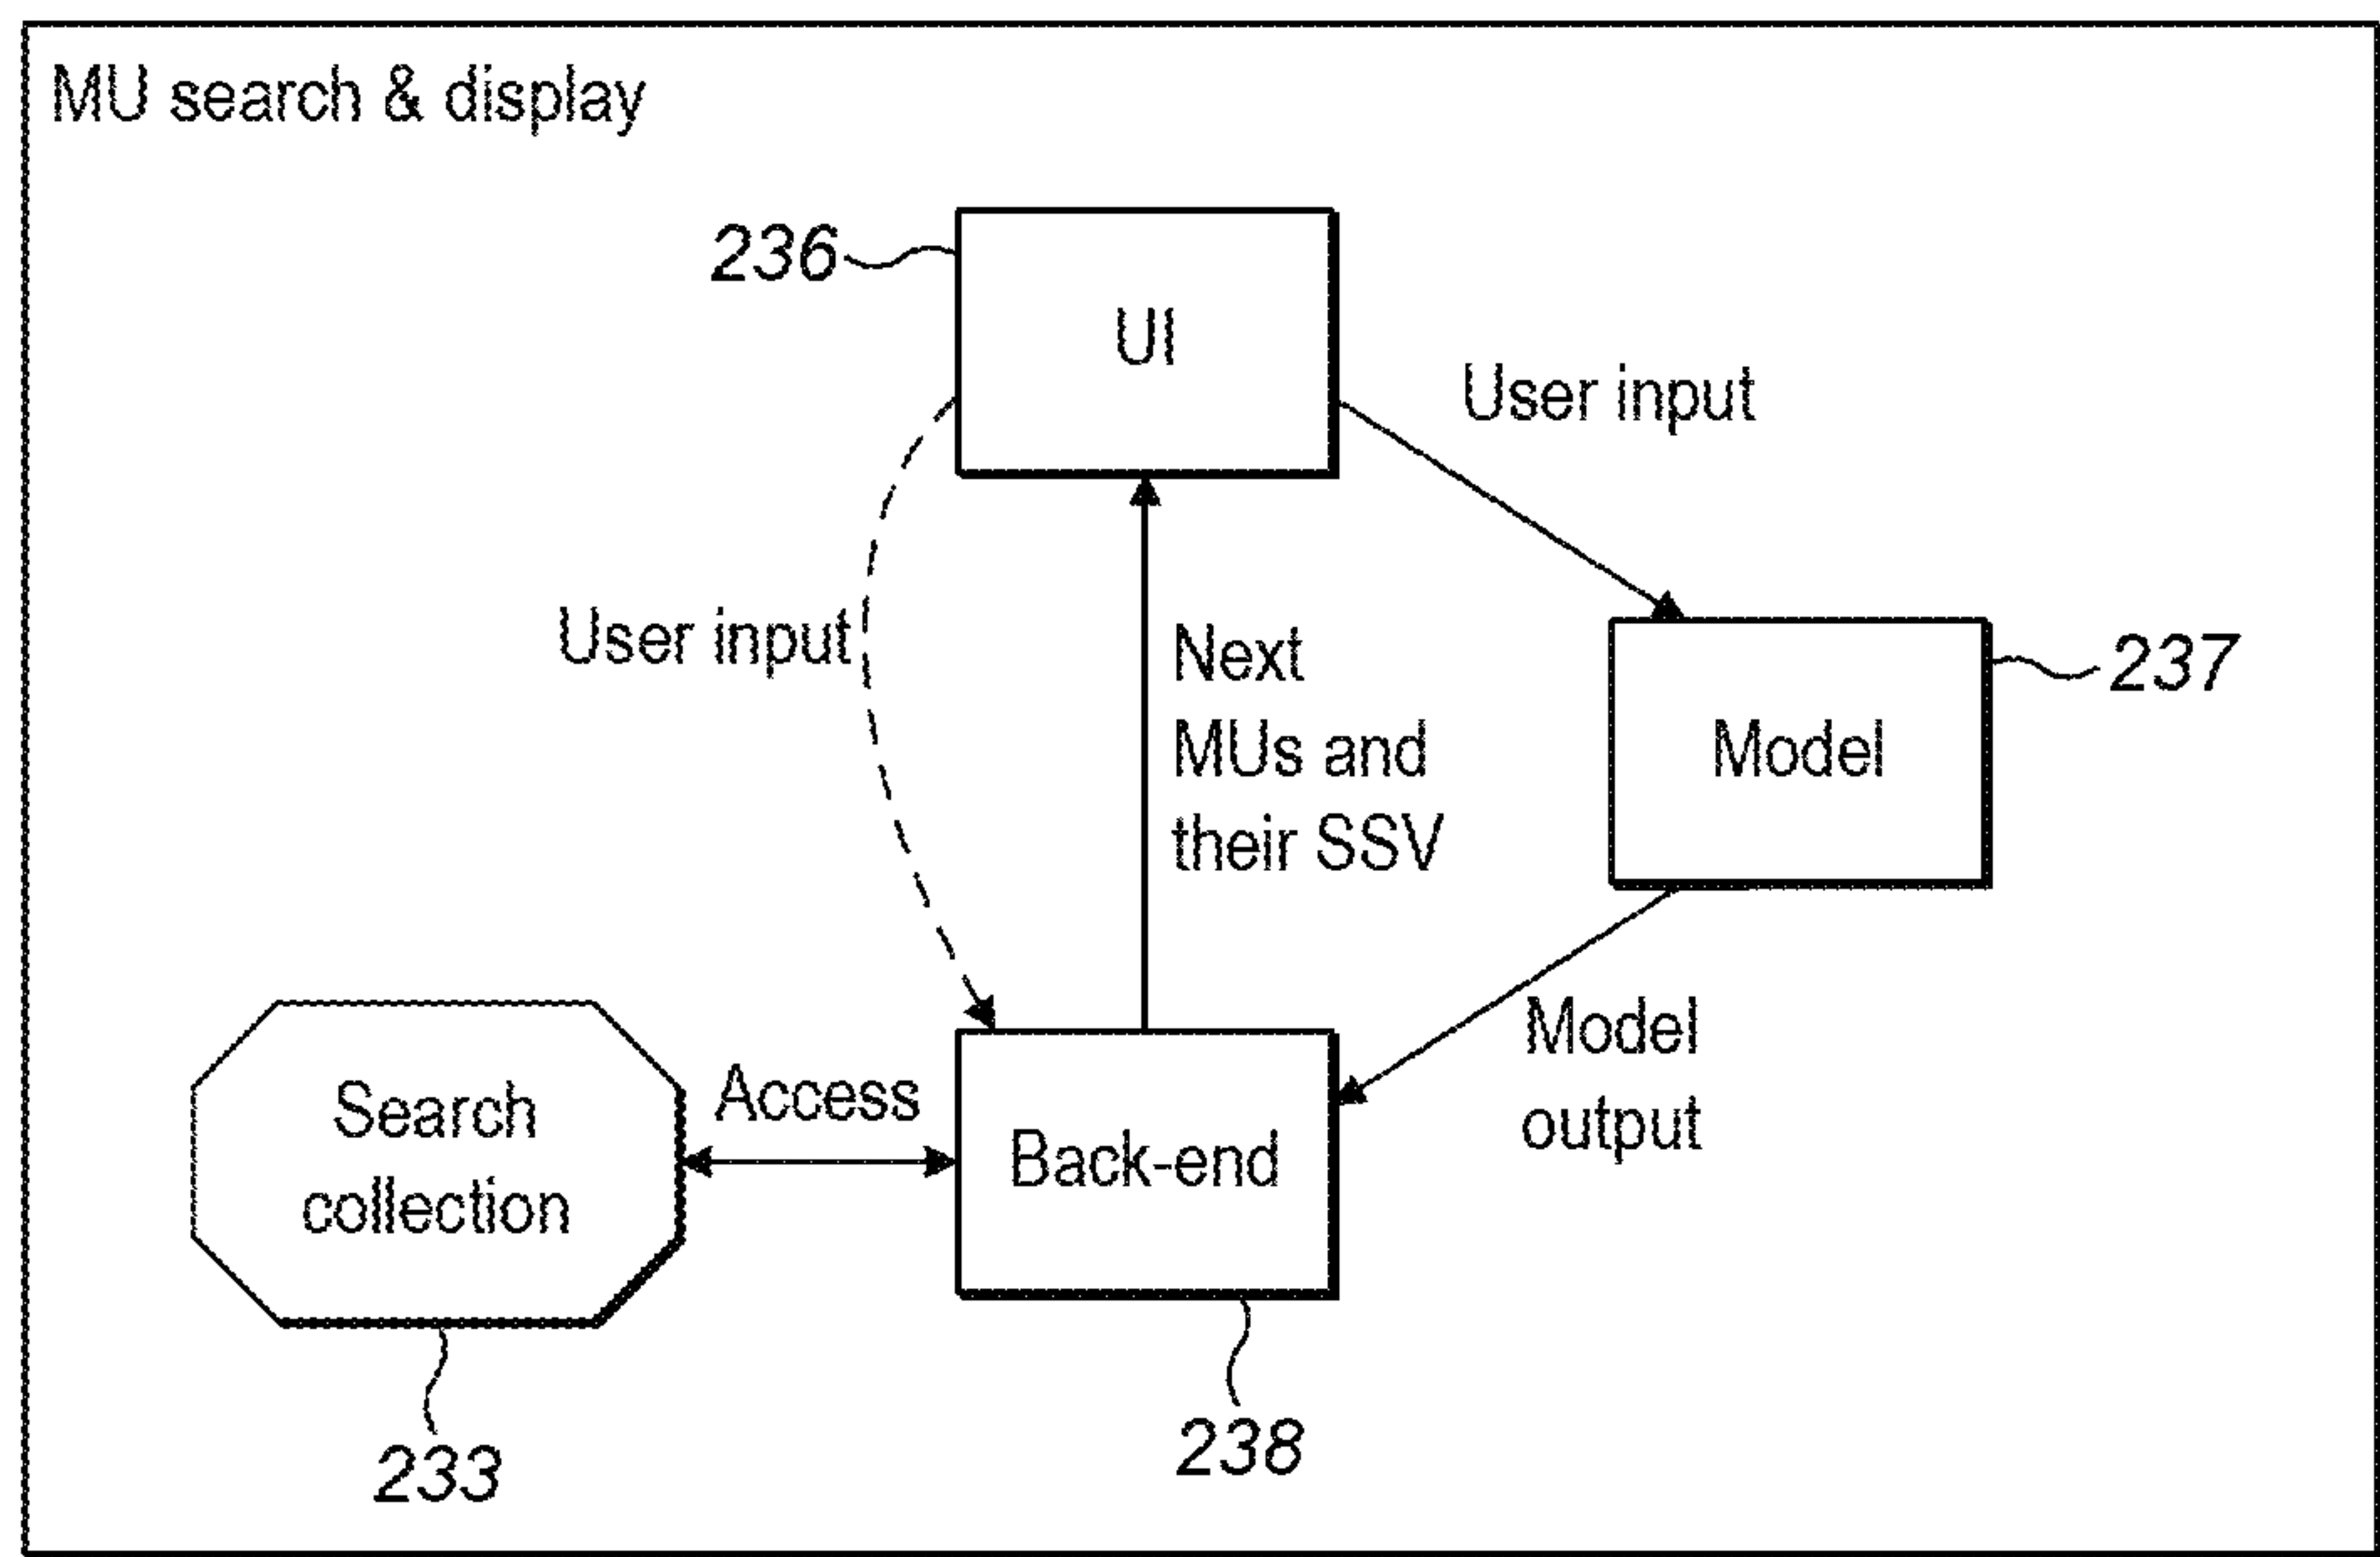 MU search & display
236
UI
User input
User input
Next
MUs and
their SSV
Model
237
Model
output
Search
collection
Access
Back-end
233
238